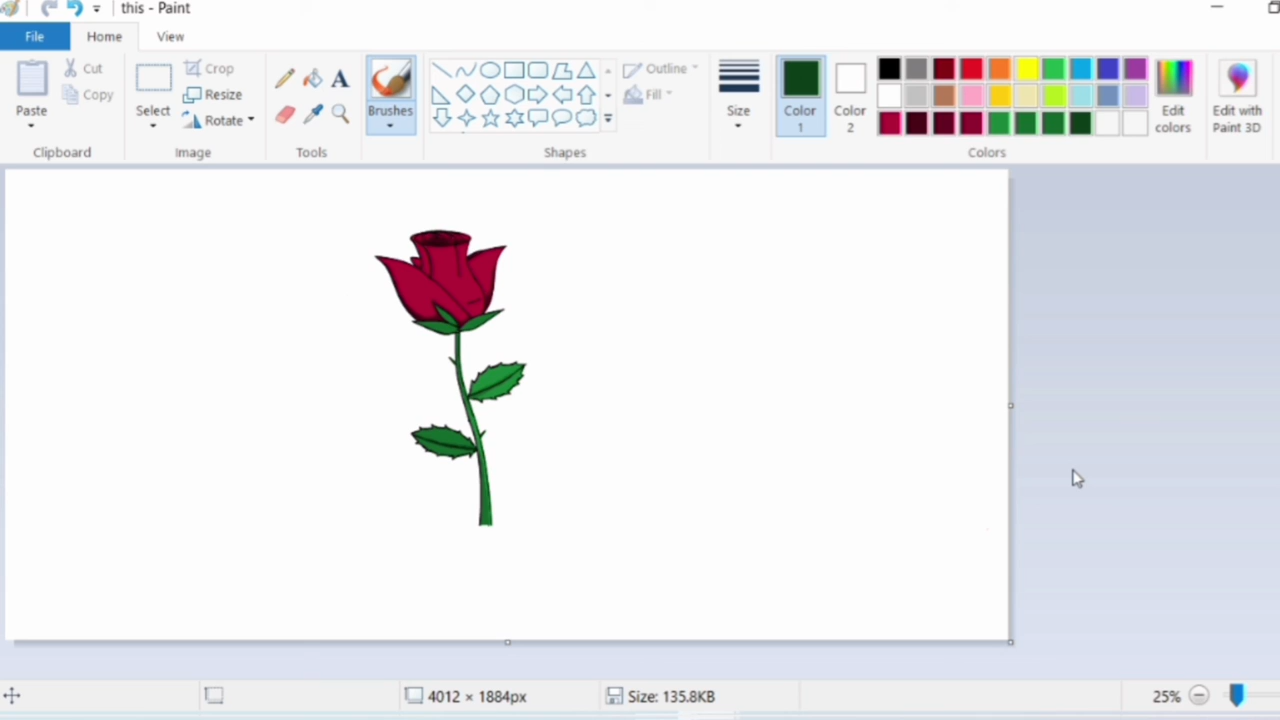 this - Paint
File Home View
Paste
Cut
Copy
Clipboard
Select
Crop
Resize
Rotate
Image
A
Tools
Brushes
Shapes
Outline
Fill
Size
Color
1
Color
2
Colors
Edit
colors
Edit with
Paint 3D
4012 × 1884px
Size: 135.8KB
25%